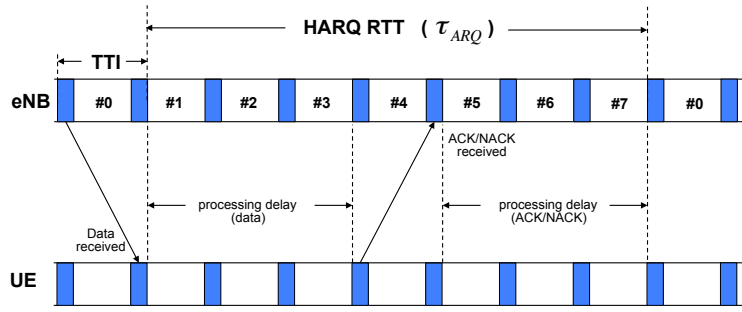 HARQ RTT ( τ_ARQ )
TTI
eNB #0 #1 #2 #3 #4 #5 #6 #7 #0
ACK/NACK
received
processing delay
(data)
processing delay
(ACK/NACK)
Data
received
UE